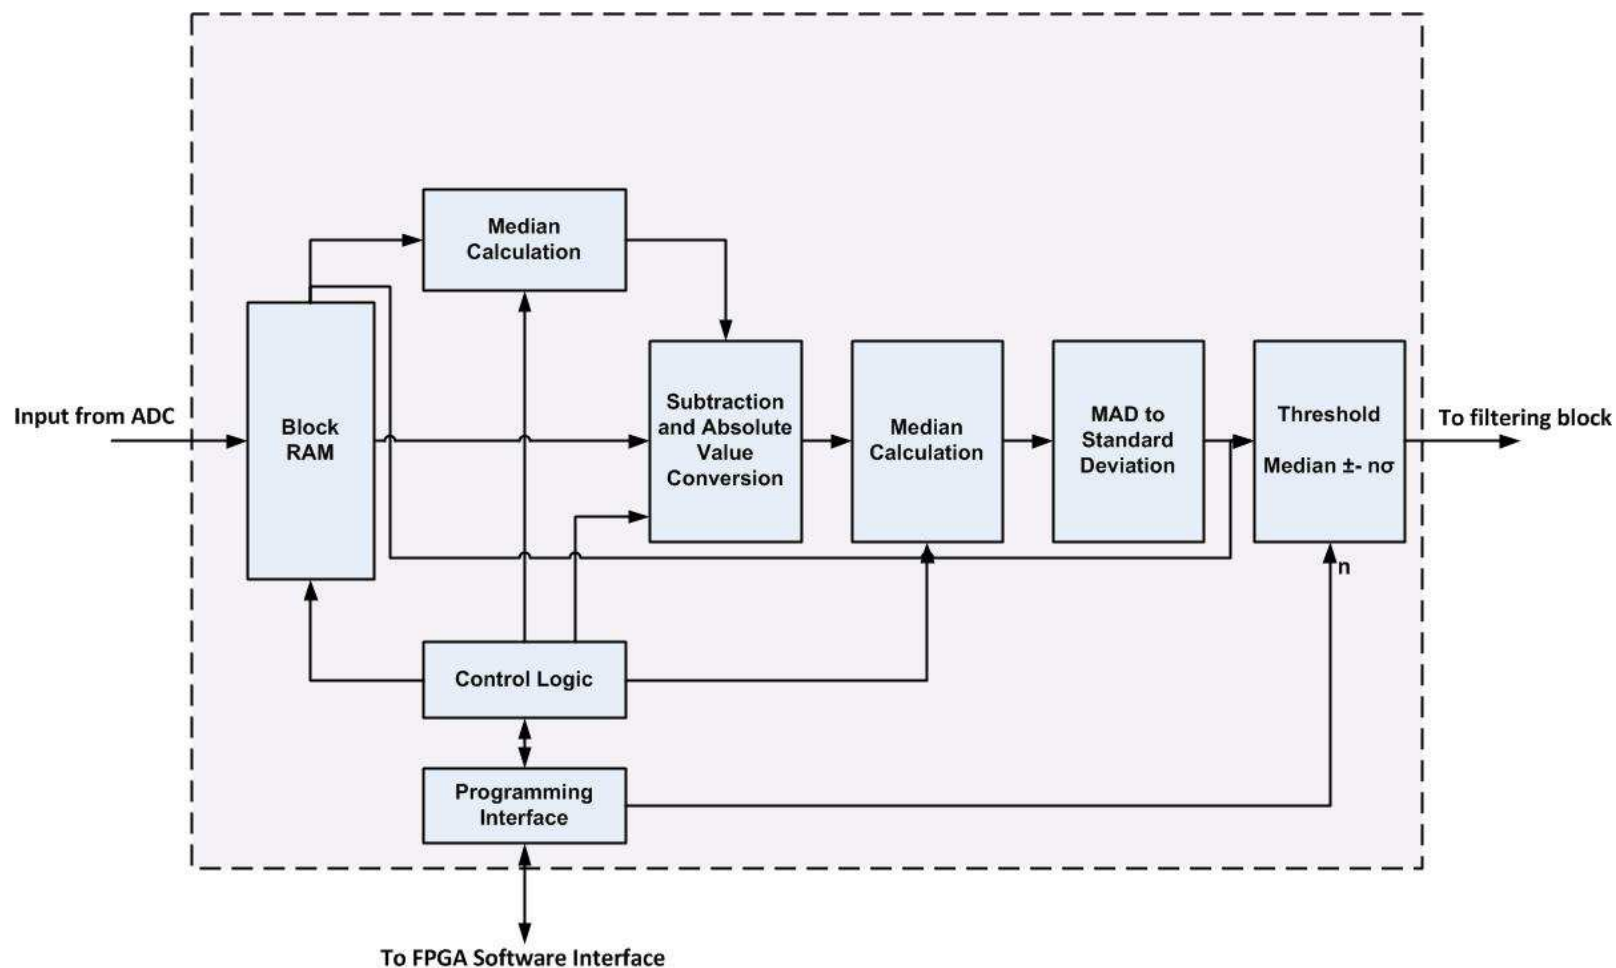 Median
Calculation
Input from ADC
Block
RAM
Subtraction
and Absolute
Value
Conversion
Median
Calculation
MAD to
Standard
Deviation
Threshold
Median ±- nσ
To filtering block
n
Control Logic
Programming
Interface
To FPGA Software Interface